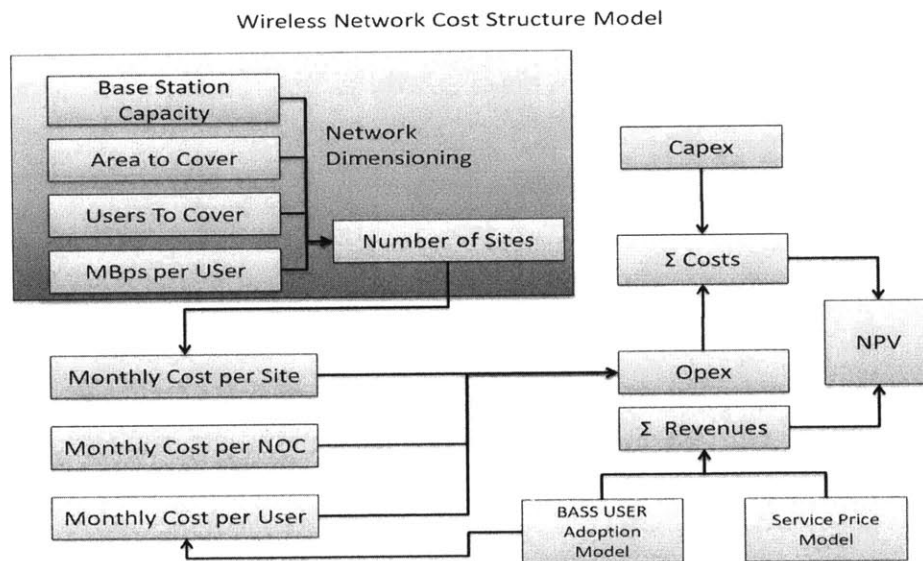 Wireless Network Cost Structure Model
Base Station
Capacity
Network
Dimensioning
Area to Cover
Capex
Users To Cover
Number of Sites
MBps per USer
Σ Costs
NPV
Monthly Cost per Site
Opex
Monthly Cost per NOC
Σ Revenues
Monthly Cost per User
BASS USER
Adoption
Model
Service Price
Model